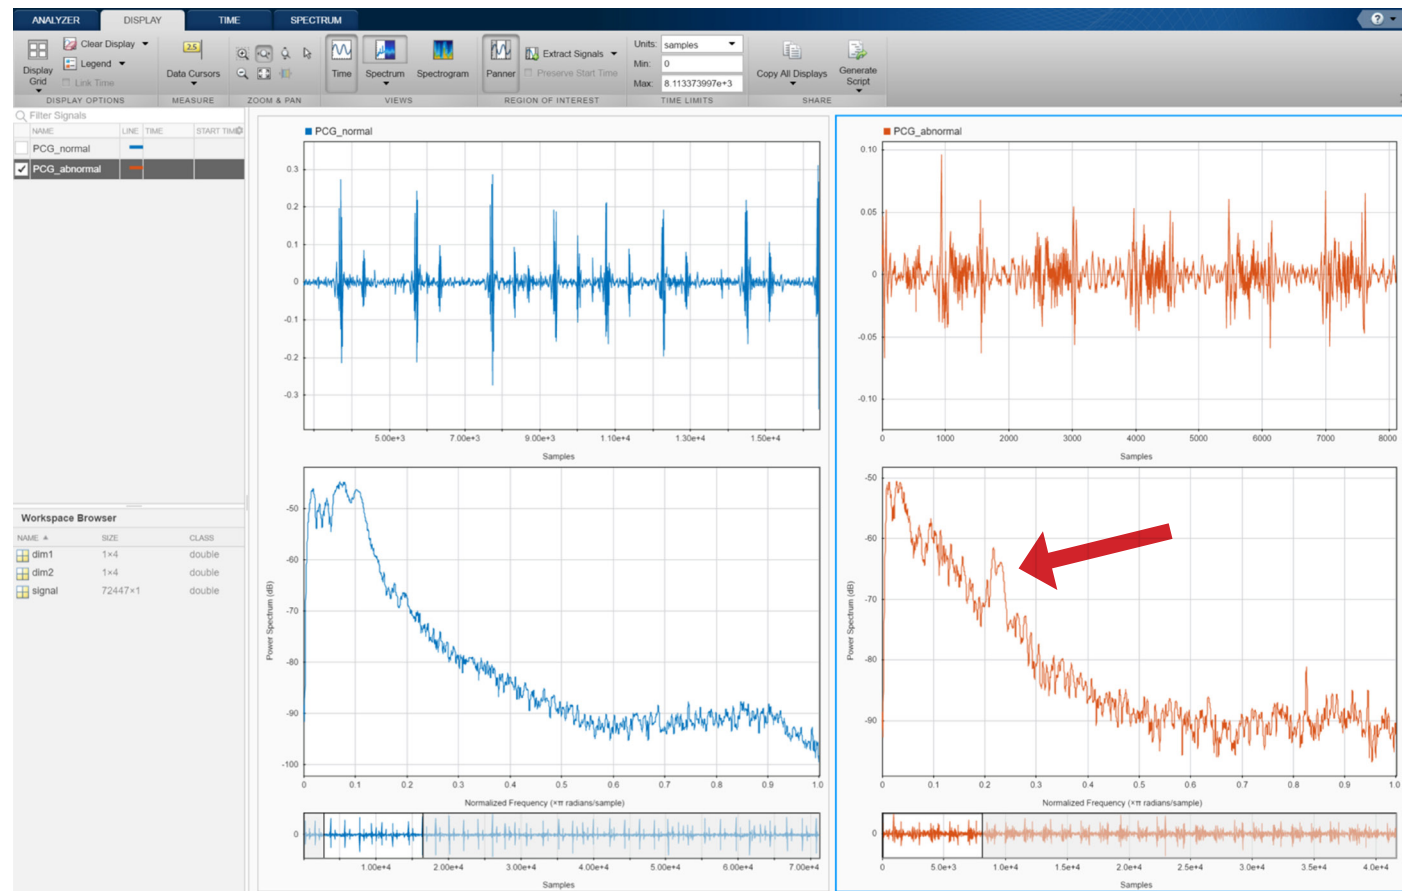 ANALYZER DISPLAY TIME SPECTRUM
?
Display Grid
Clear Display
Legend
Link Time
2.5
Data Cursors
Time
Spectrum
Spectrogram
Panner
Extract Signals
Preserve Start Time
Units: samples
Min: 0
Max: 8.113373997e+3
Copy All Displays
Generate Script
DISPLAY OPTIONS MEASURE ZOOM & PAN VIEWS REGION OF INTEREST TIME LIMITS SHARE
Filter Signals
NAME LINE TIME START TIME
PCG_normal
PCG_abnormal
Workspace Browser
NAME SIZE CLASS
dim1 1×4 double
dim2 1×4 double
signal 72447×1 double
PCG_normal
0.3
0.2
0.1
0
-0.1
-0.2
-0.3
5.00e+3 7.00e+3 9.00e+3 1.10e+4 1.30e+4 1.50e+4
Samples
Power Spectrum (dB)
-50
-60
-70
-80
-90
-100
0 0.1 0.2 0.3 0.4 0.5 0.6 0.7 0.8 0.9 1.0
Normalized Frequency (×π radians/sample)
0
1.00e+4 2.00e+4 3.00e+4 4.00e+4 5.00e+4 6.00e+4 7.00e+4
Samples
PCG_abnormal
0.10
0.05
0
-0.05
-0.10
0 1000 2000 3000 4000 5000 6000 7000 8000
Samples
Power Spectrum (dB)
-50
-60
-70
-80
-90
0 0.1 0.2 0.3 0.4 0.5 0.6 0.7 0.8 0.9 1.0
Normalized Frequency (×π radians/sample)
0
0 5.0e+3 1.0e+4 1.5e+4 2.0e+4 2.5e+4 3.0e+4 3.5e+4 4.0e+4
Samples